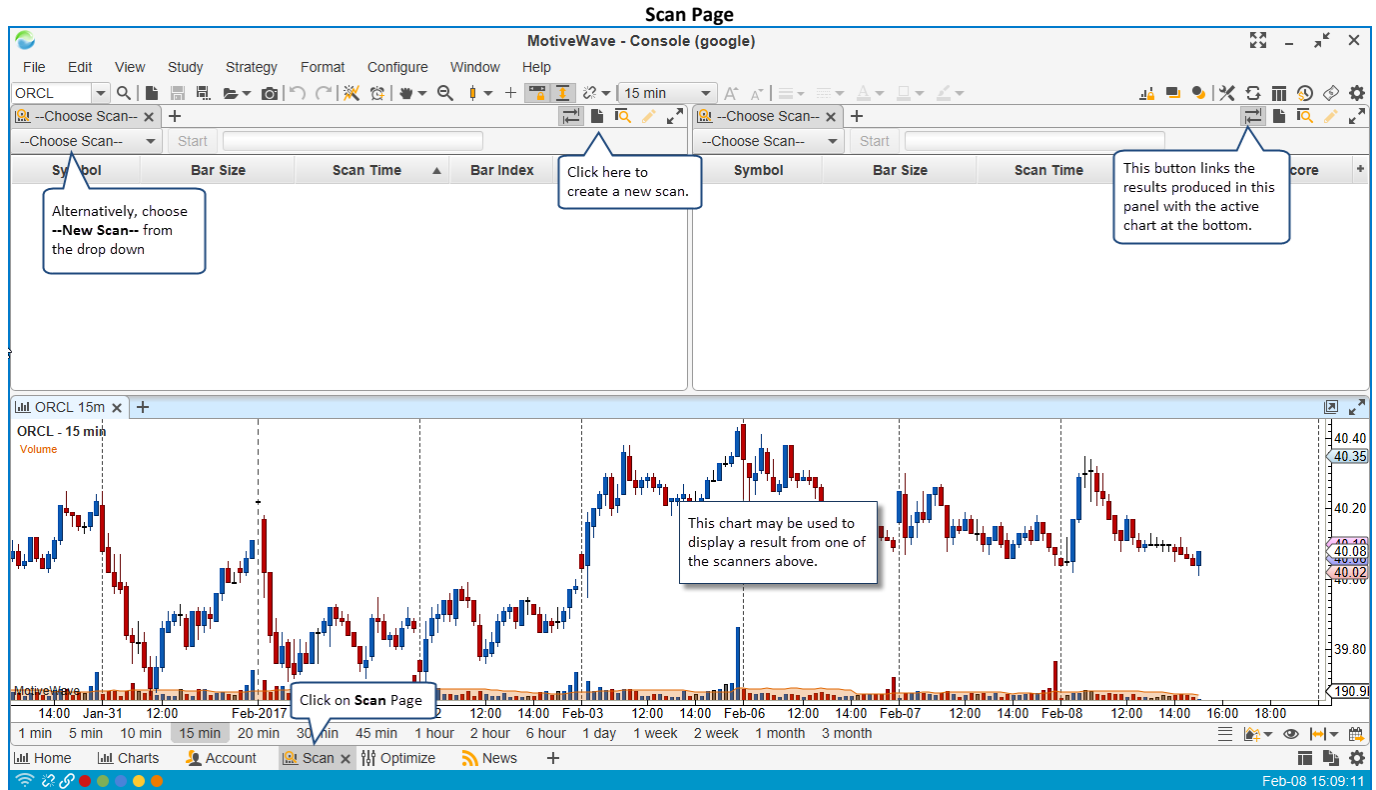 Scan Page
MotiveWave - Console (google)
File Edit View Study Strategy Format Configure Window Help
ORCL 15 min
--Choose Scan-- --Choose Scan--
--Choose Scan-- Start --Choose Scan-- Start
Symbol Bar Size Scan Time Bar Index Symbol Bar Size Scan Time
Click here to
create a new scan.
This button links the
results produced in this
panel with the active
chart at the bottom.
Alternatively, choose
--New Scan-- from
the drop down
ORCL 15m
ORCL - 15 min
Volume
40.40
40.35
40.20
This chart may be used to
display a result from one of
the scanners above.
40.08
40.02
40.00
39.80
MotiveWave
Click on Scan Page
14:00 Jan-31 12:00 Feb-2017 12:00 14:00 Feb-03 12:00 14:00 Feb-06 12:00 14:00 Feb-07 12:00 14:00 Feb-08 12:00 14:00 16:00 18:00
1 min 5 min 10 min 15 min 20 min 30 min 45 min 1 hour 2 hour 6 hour 1 day 1 week 2 week 1 month 3 month
Home Charts Account Scan Optimize News
Feb-08 15:09:11